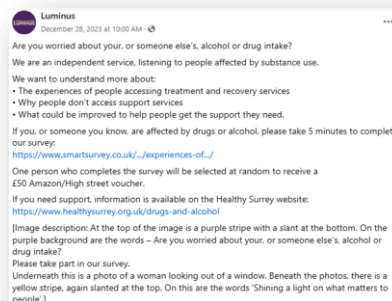 LUMINUS
Luminus
December 28, 2023 at 10:00 AM ·
Are you worried about your, or someone else's, alcohol or drug intake?
We are an independent service, listening to people affected by substance use.
We want to understand more about:
• The experiences of people accessing treatment and recovery services
• Why people don't access support services
• What could be improved to help people get the support they need.
If you, or someone you know, are affected by drugs or alcohol, please take 5 minutes to complet
our survey:
https://www.smartsurvey.co.uk/.../experiences-of.../
One person who completes the survey will be selected at random to receive a
£50 Amazon/High street voucher.
If you need support, information is available on the Healthy Surrey website:
https://www.healthysurrey.org.uk/drugs-and-alcohol
[Image description: At the top of the image is a purple stripe with a slant at the bottom. On the
purple background are the words – Are you worried about your, or someone else's, alcohol or
drug intake?
Please take part in our survey.
Underneath this is a photo of a woman looking out of a window. Beneath the photos, there is a
yellow stripe, again slanted at the top. On this are the words 'Shining a light on what matters to
people'.]